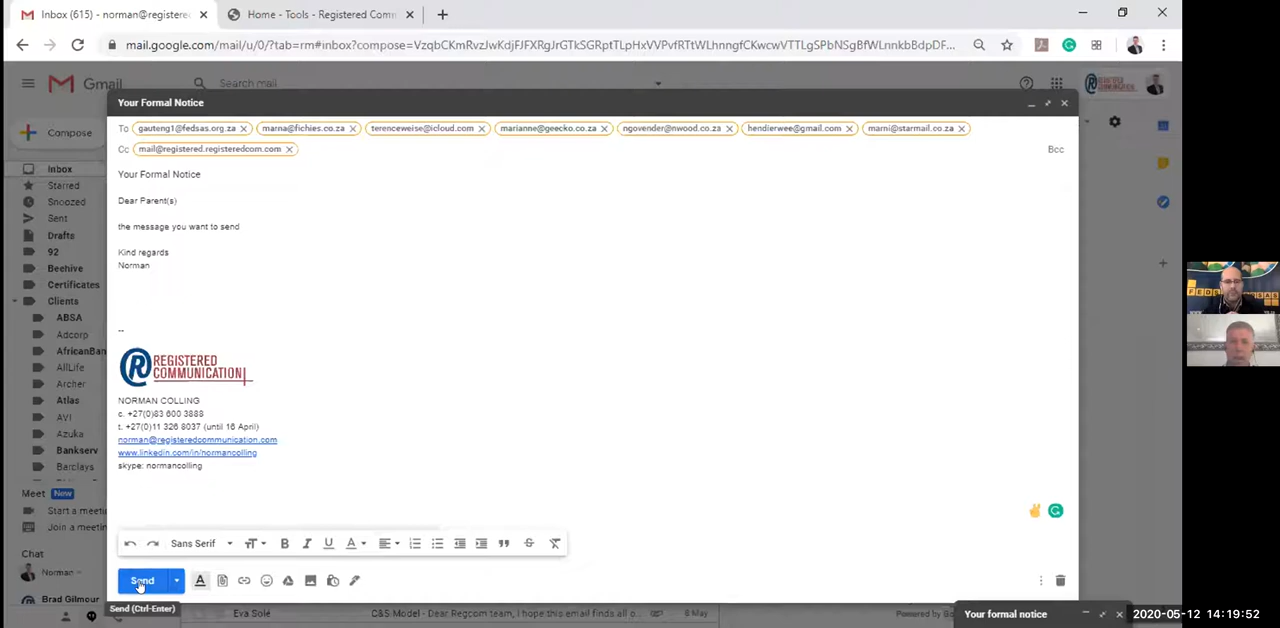 Inbox (615) - norman@registere
Home - Tools - Registered Comm
mail.google.com/mail/u/0/?tab=rm#inbox?compose=
Gmail
Search mail
Your Formal Notice
To gauteng1@fedsas.org.za marna@fichies.co.za terenceweise@icloud.com marianne@geecko.co.za ngovender@nwood.co.za hendierwee@gmail.com mami@starmail.co.za
Cc mail@registered.registeredcom.com Bcc
Your Formal Notice
Dear Parent(s)
the message you want to send
Kind regards
Norman
--
REGISTERED
COMMUNICATION
NORMAN COLLING
c. +27(0)83 600 3888
t. +27(0)11 326 8037 (until 16 April)
norman@registeredcommunication.com
www.linkedin.com/in/normancolling
skype: normancolling
Sans Serif
Send
Send (Ctrl-Enter)
Compose
Inbox
Starred
Snoozed
Sent
Drafts
92
Beehive
Certificates
Clients
ABSA
Adcorp
AfricanBan
AllLife
Archer
Atlas
AVI
Azuka
Bankserv
Barclays
Meet New
Start a meeti
Join a meetin
Chat
Norman
Brad Gilmour
Eva Solé C&S Model - Dear Regcom team, I hope this email finds all o 8 May
Powered by
Your formal notice
2020-05-12 14:19:52